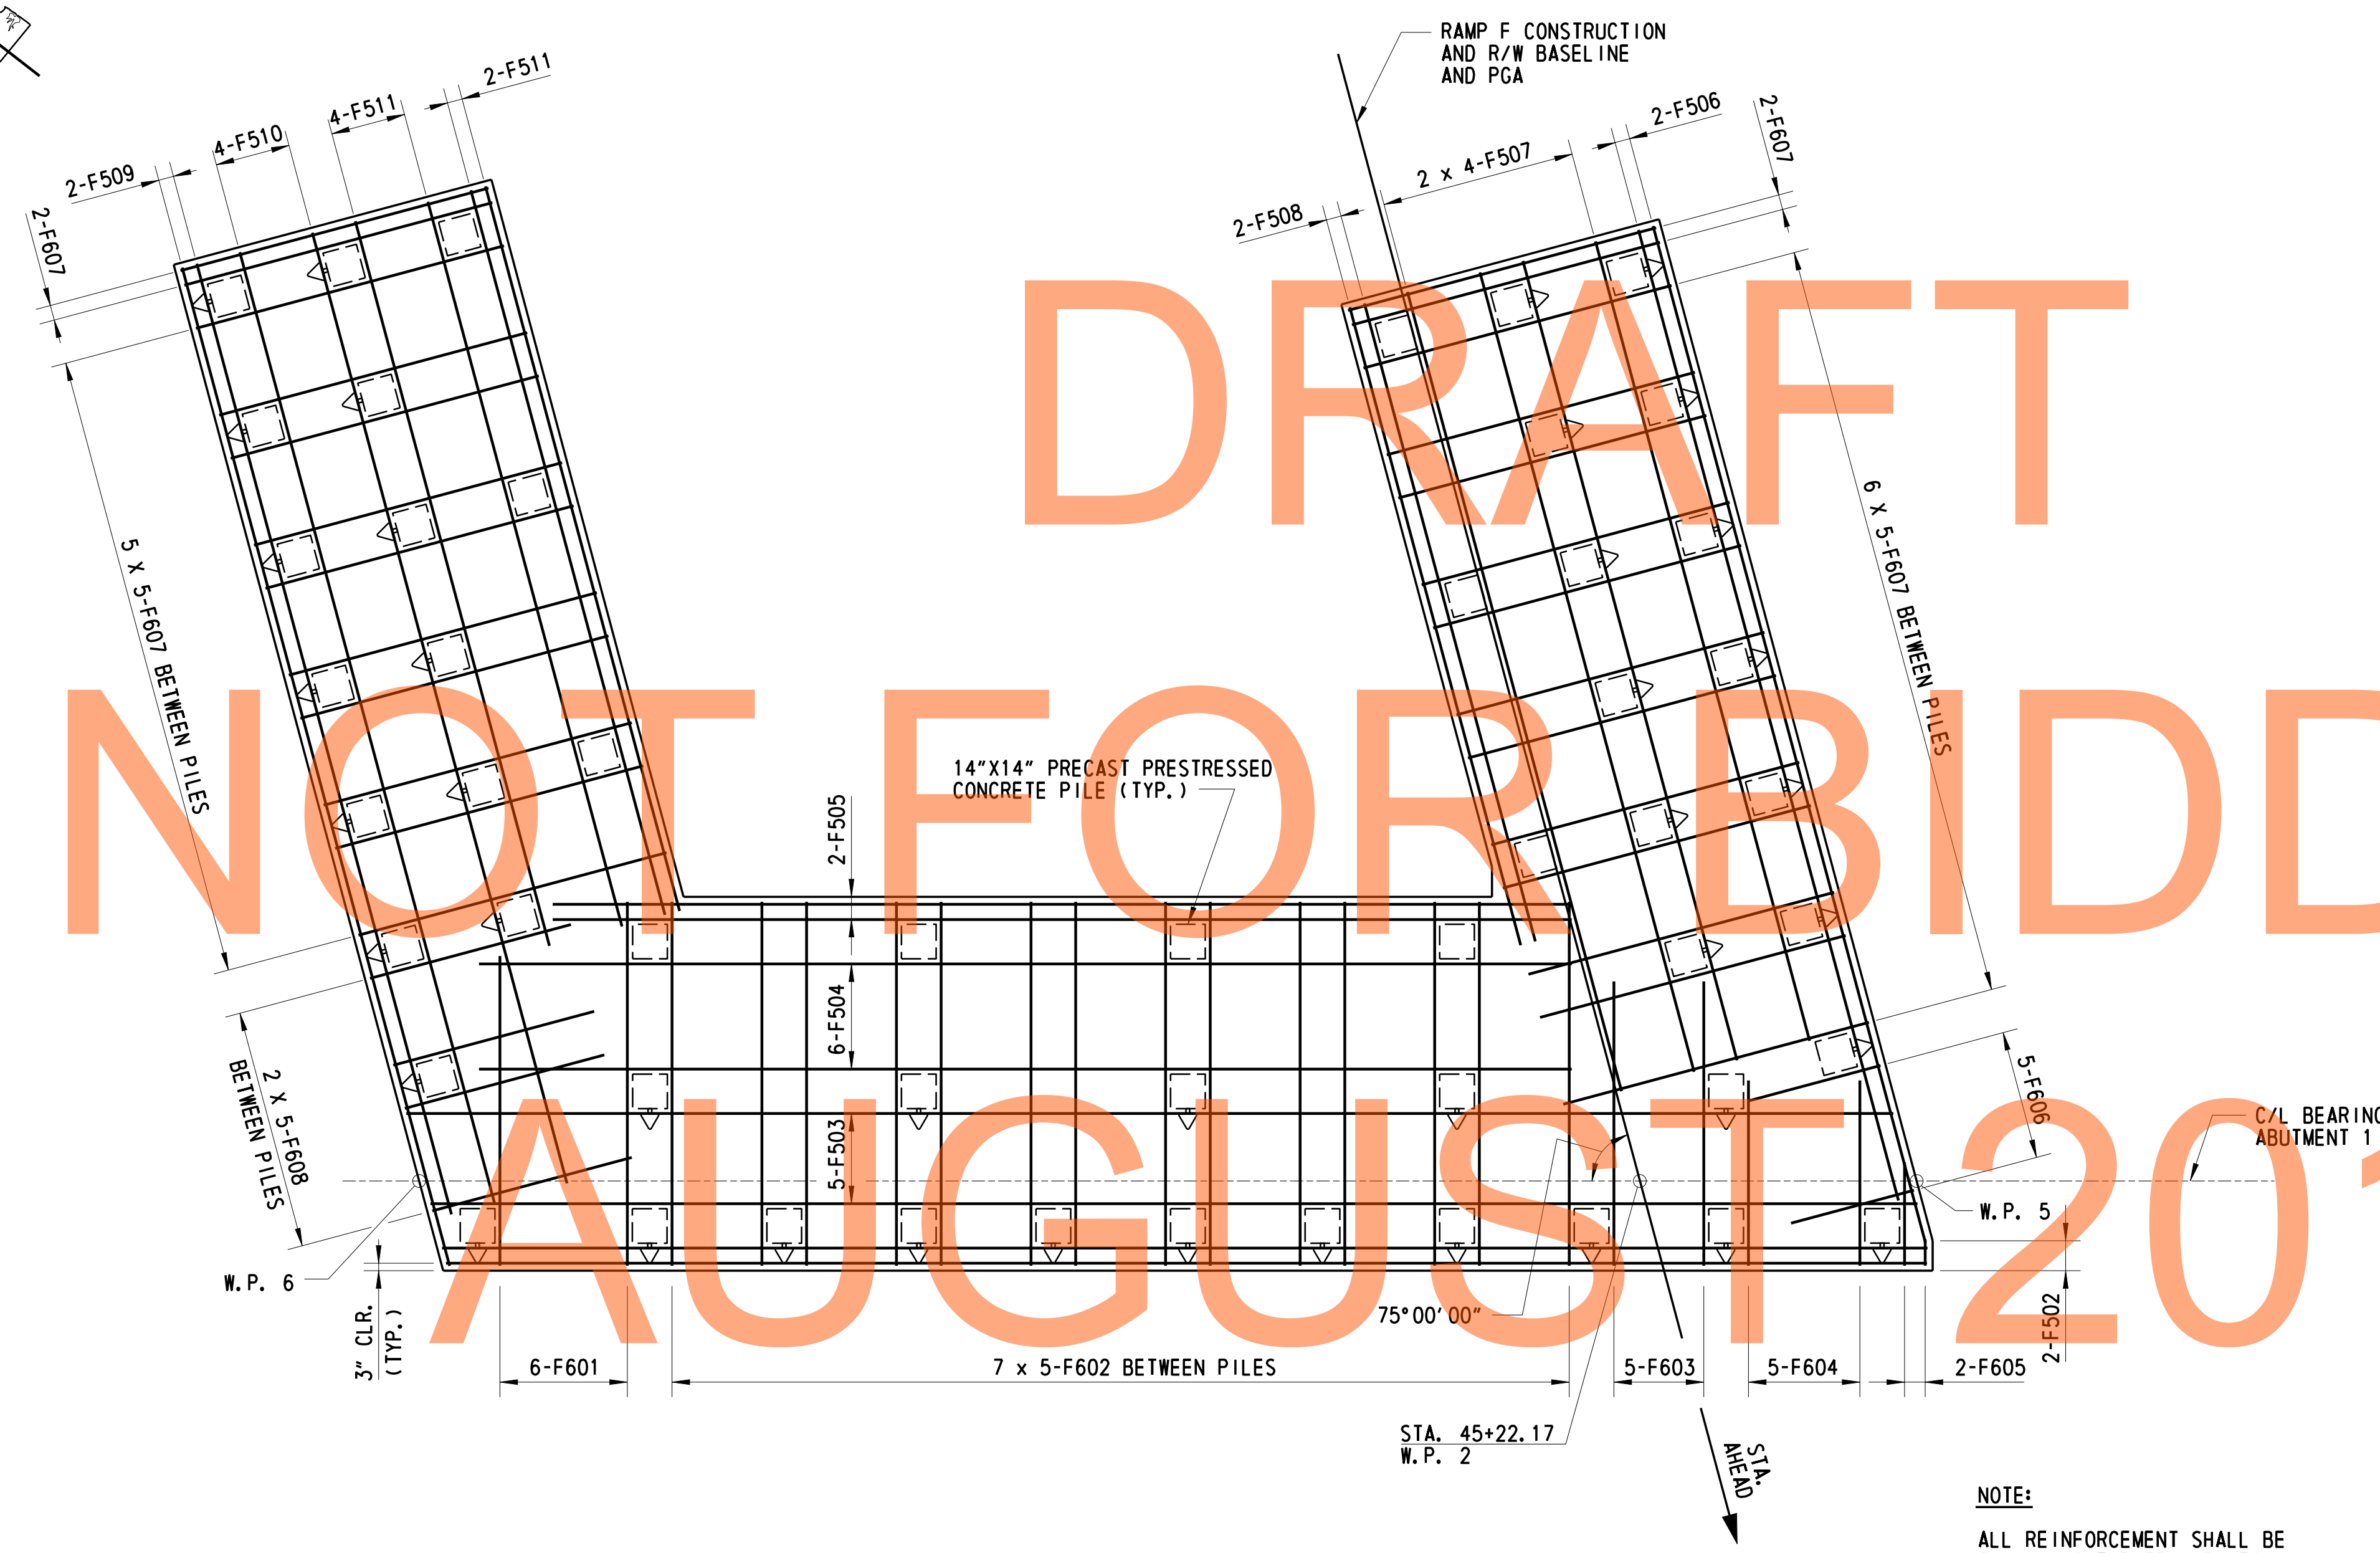 RAMP F CONSTRUCTION
AND R/W BASELINE
AND PGA
2-F511
4-F511
4-F510
2-F509
2-F607
2-F506
2-F607
2 x 4-F507
2-F508
DRAFT
5 X 5-F607 BETWEEN PILES
6 X 5-F607 BETWEEN PILES
NOT FOR BIDD
14"X14" PRECAST PRESTRESSED
CONCRETE PILE (TYP.)
2-F505
6-F504
5-F503
2 X 5-F608
BETWEEN PILES
5-F606
C/L BEARING
ABUTMENT 1
AUGUST 20
W.P. 5
W.P. 6
3" CLR.
(TYP.)
75°00'00"
2-F502
6-F601
7 x 5-F602 BETWEEN PILES
5-F603
5-F604
2-F605
STA. 45+22.17
W.P. 2
STA.
AHEAD
NOTE:
ALL REINFORCEMENT SHALL BE